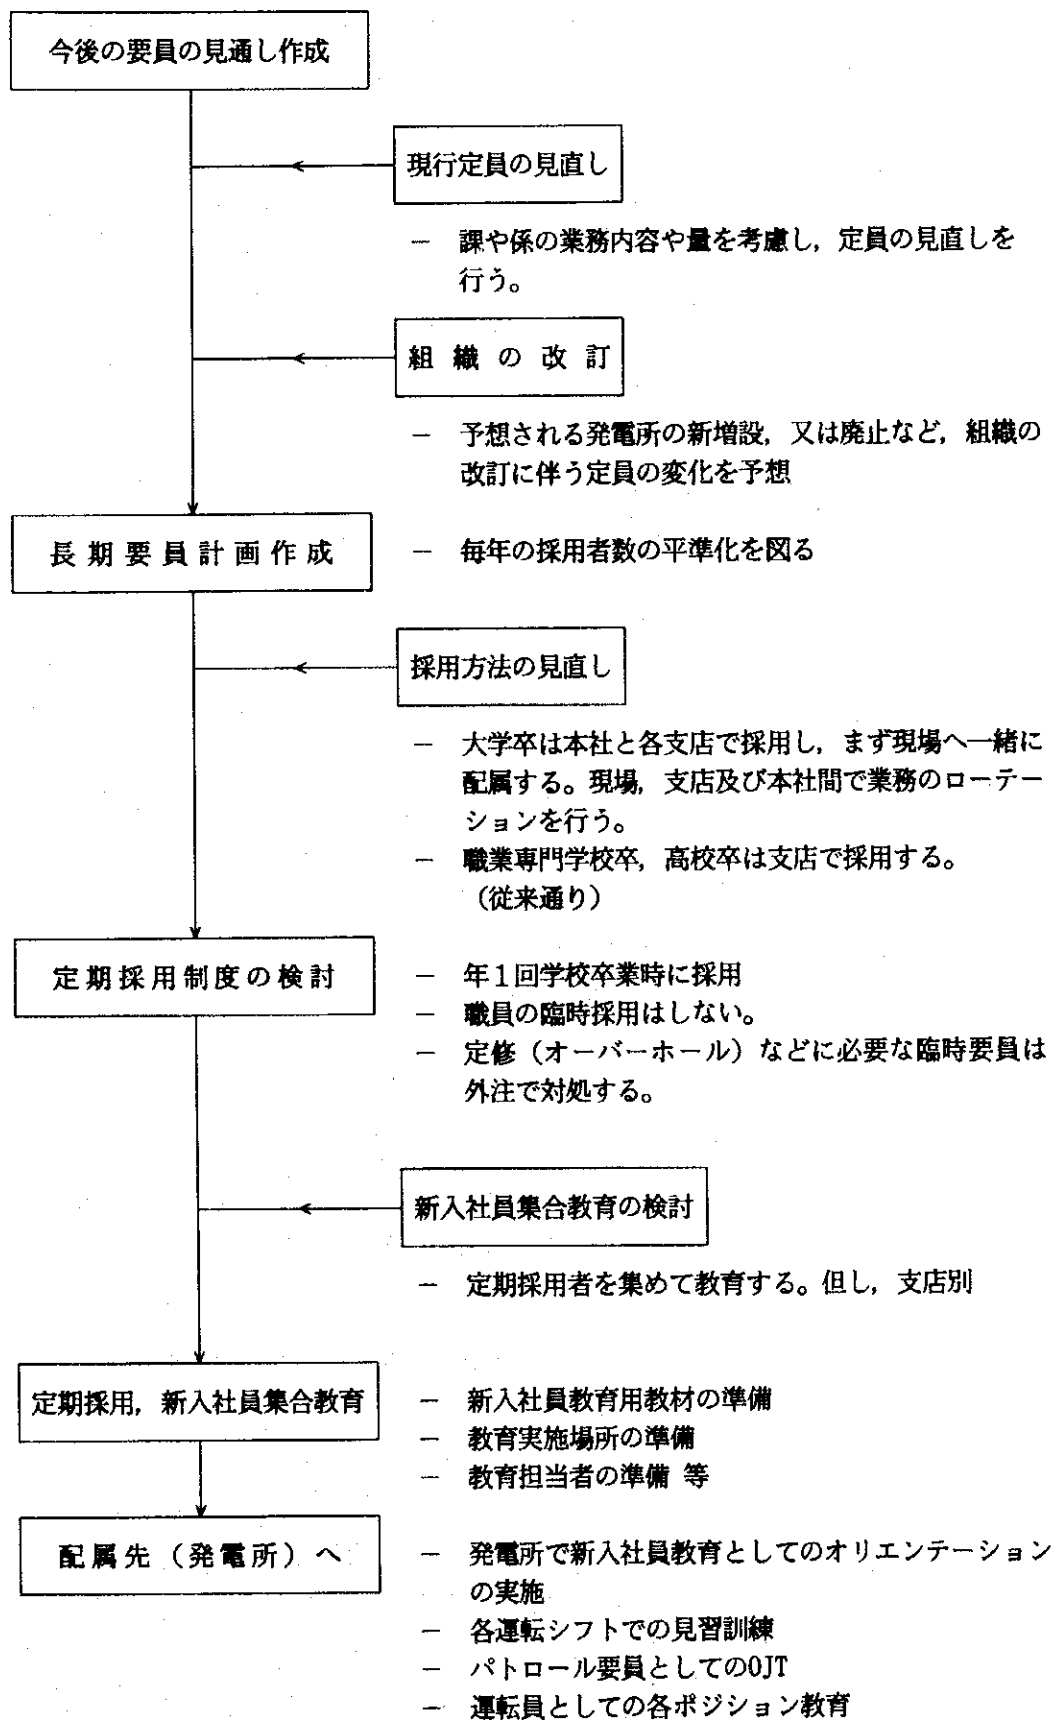 今後の要員の見通し作成
現行定員の見直し
― 課や係の業務内容や量を考慮し，定員の見直しを
行う。
組織の改訂
― 予想される発電所の新増設，又は廃止など，組織の
改訂に伴う定員の変化を予想
長期要員計画作成
― 毎年の採用者数の平準化を図る
採用方法の見直し
― 大学卒は本社と各支店で採用し，まず現場へ一緒に
配属する。現場，支店及び本社間で業務のローテー
ションを行う。
― 職業専門学校卒，高校卒は支店で採用する。
（従来通り）
定期採用制度の検討
― 年１回学校卒業時に採用
― 職員の臨時採用はしない。
― 定修（オーバーホール）などに必要な臨時要員は
外注で対処する。
新入社員集合教育の検討
― 定期採用者を集めて教育する。但し，支店別
定期採用，新入社員集合教育
― 新入社員教育用教材の準備
― 教育実施場所の準備
― 教育担当者の準備 等
配属先（発電所）へ
― 発電所で新入社員教育としてのオリエンテーション
の実施
― 各運転シフトでの見習訓練
― パトロール要員としてのOJT
― 運転員としての各ポジション教育